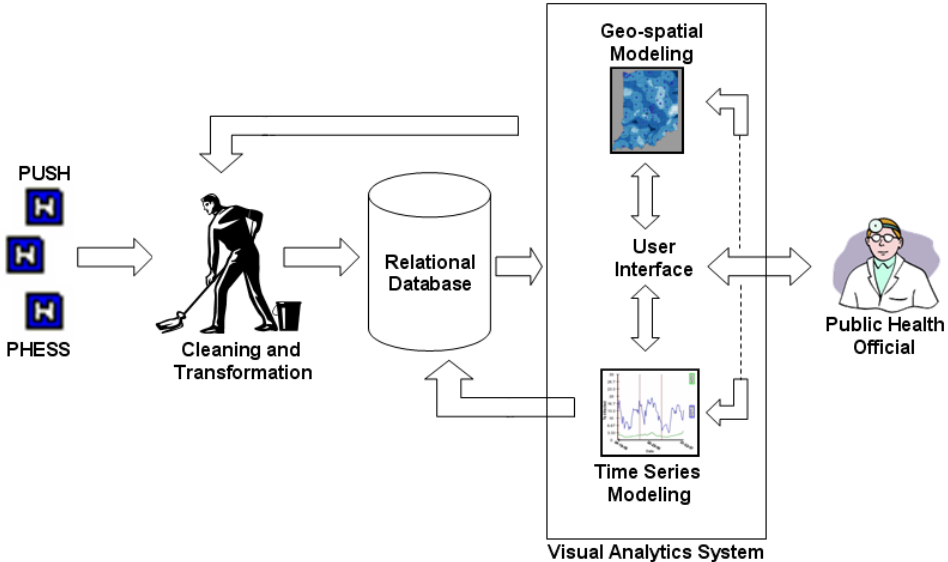 Geo-spatial
Modeling
PUSH
H
H
H
PHESS
Cleaning and
Transformation
Relational
Database
User
Interface
Public Health
Official
Time Series
Modeling
Visual Analytics System